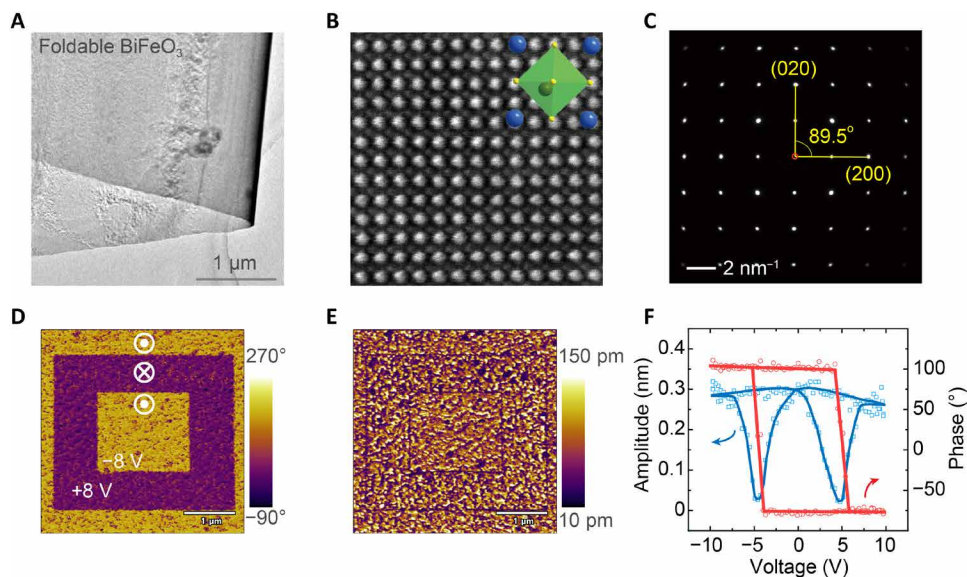 A
Foldable BiFeO₃
1 μm
B
C
(020)
89.5°
(200)
2 nm⁻¹
D
−8 V
+8 V
1 μm
270°
−90°
E
150 pm
10 pm
F
Amplitude (nm)
0.4
0.3
0.2
0.1
0
Phase (°)
100
50
0
−50
−10 −5 0 5 10
Voltage (V)